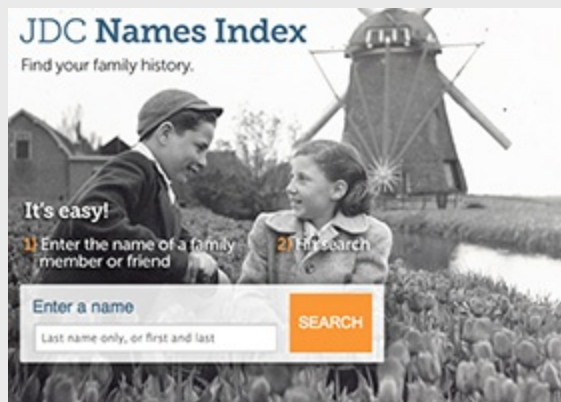 JDC Names Index
Find your family history.
It's easy!
1) Enter the name of a family
member or friend
2) Hit search
Enter a name
Last name only, or first and last
SEARCH